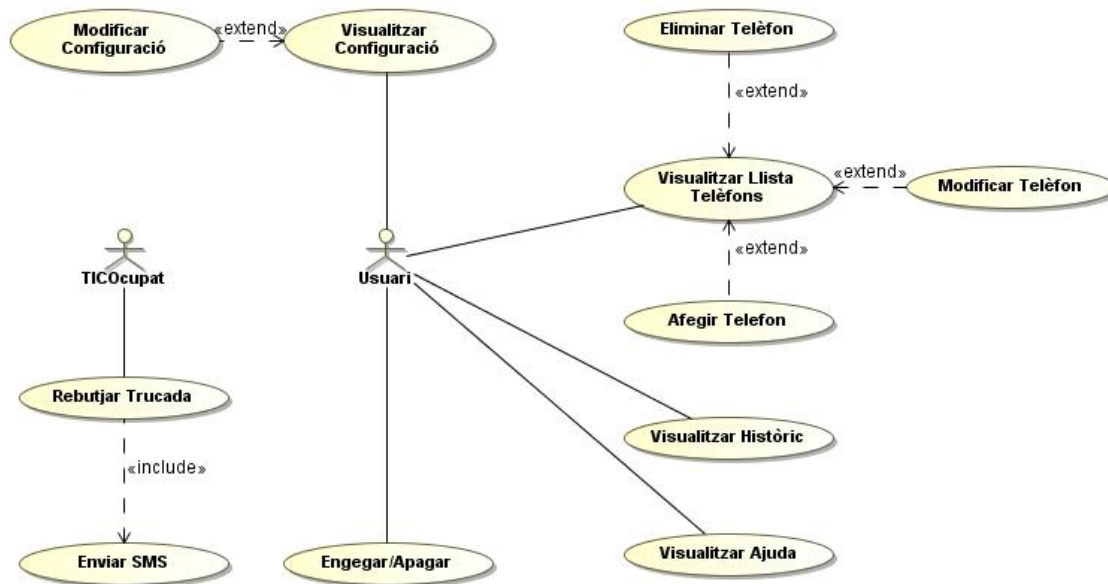 Modificar
Configuració
«extend»
Visualitzar
Configuració
Eliminar Telèfon
«extend»
Visualitzar Llista
Telèfons
«extend»
Modificar Telèfon
«extend»
Afegir Telefon
TICOcupat
Usuari
Rebutjar Trucada
«include»
Enviar SMS
Engegar/Apagar
Visualitzar Històric
Visualitzar Ajuda